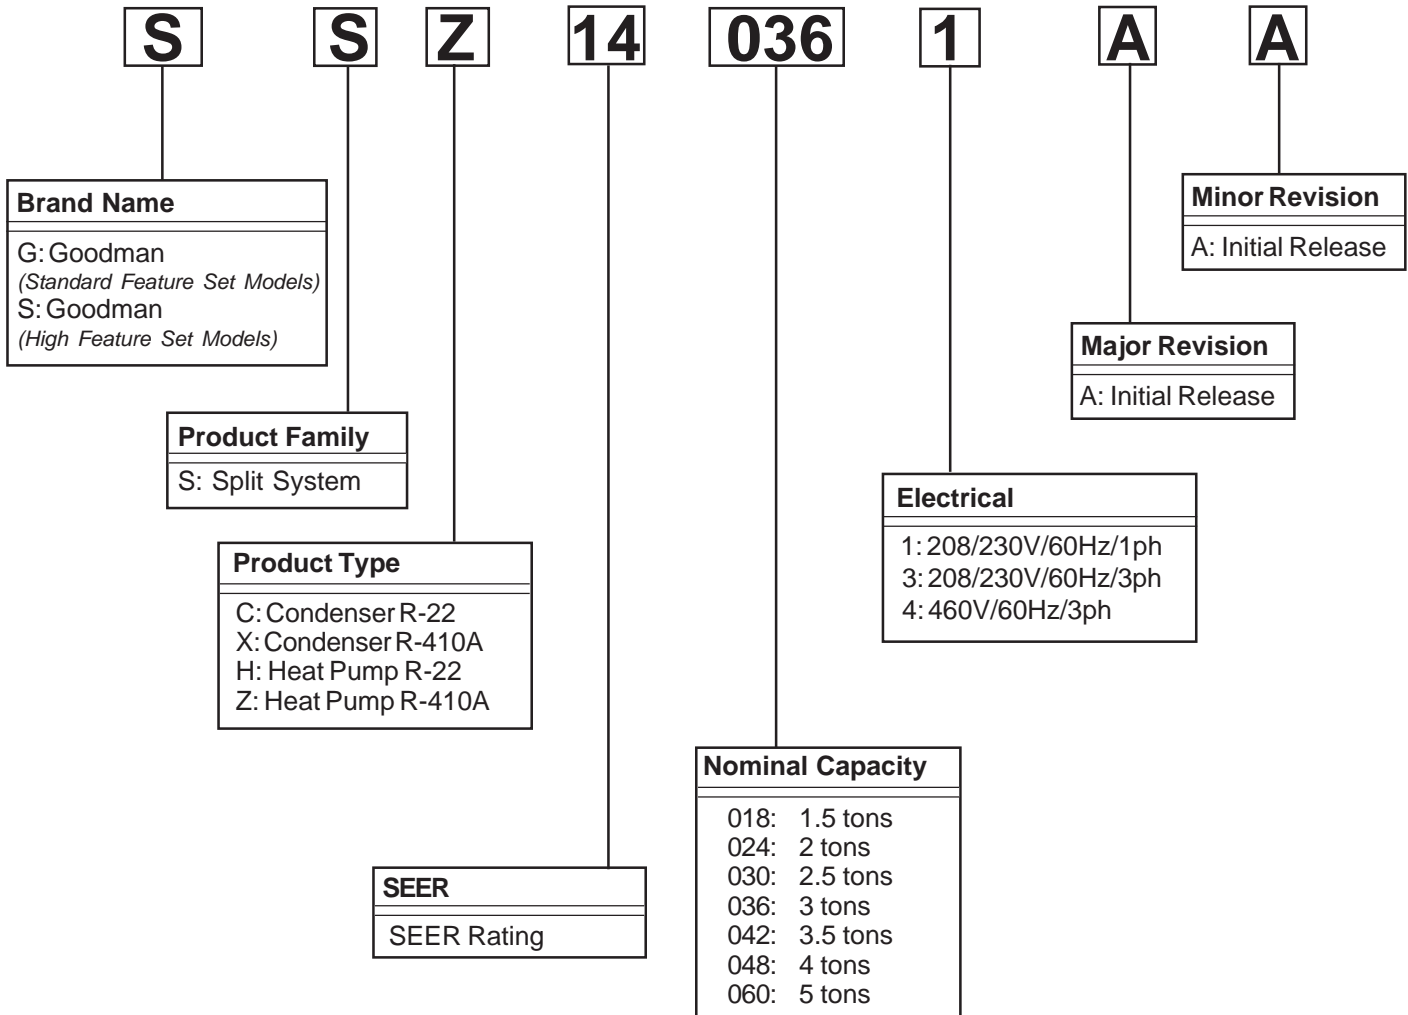 S S Z 14 036 1 A A
Brand Name
G: Goodman
(Standard Feature Set Models)
S: Goodman
(High Feature Set Models)
Minor Revision
A: Initial Release
Major Revision
A: Initial Release
Product Family
S: Split System
Electrical
1: 208/230V/60Hz/1ph
3: 208/230V/60Hz/3ph
4: 460V/60Hz/3ph
Product Type
C: Condenser R-22
X: Condenser R-410A
H: Heat Pump R-22
Z: Heat Pump R-410A
Nominal Capacity
018: 1.5 tons
024: 2 tons
030: 2.5 tons
036: 3 tons
042: 3.5 tons
048: 4 tons
060: 5 tons
SEER
SEER Rating